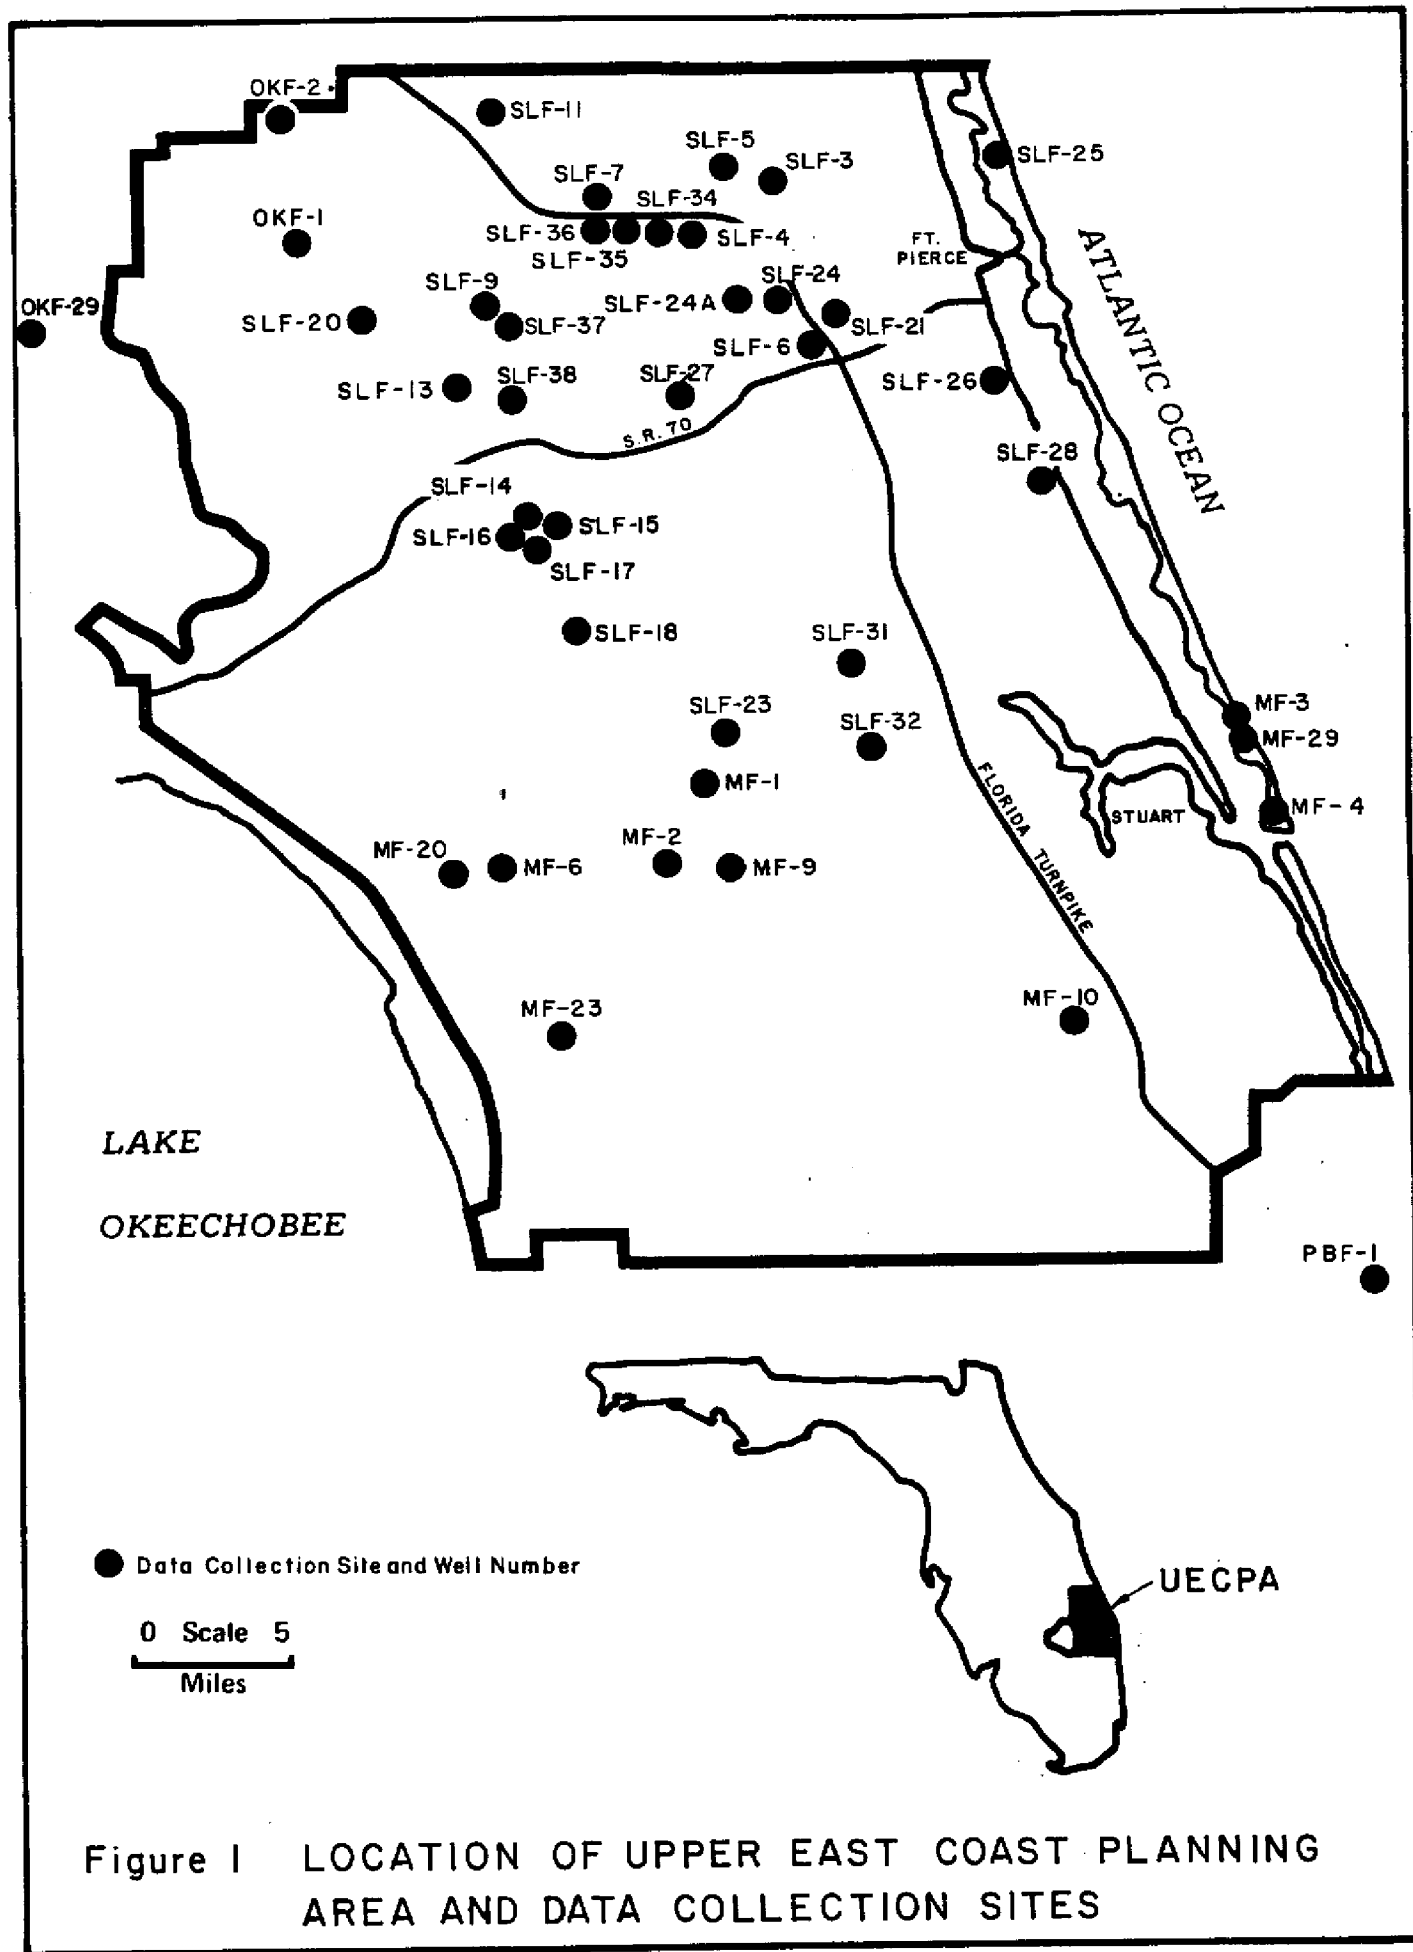 OKF-2
SLF-11
SLF-5
SLF-3
SLF-25
SLF-7
SLF-34
OKF-1
SLF-36
SLF-4
SLF-35
FT.
PIERCE
ATLANTIC OCEAN
SLF-9
SLF-24
SLF-24A
OKF-29
SLF-20
SLF-37
SLF-21
SLF-6
SLF-13
SLF-38
SLF-27
SLF-26
S.R. 70
SLF-28
SLF-14
SLF-16
SLF-15
SLF-17
SLF-18
SLF-31
SLF-23
SLF-32
MF-3
MF-29
MF-1
FLORIDA TURNPIKE
STUART
MF-4
MF-20
MF-6
MF-2
MF-9
MF-23
MF-10
LAKE
OKEECHOBEE
PBF-1
Data Collection Site and Well Number
UECPA
0 Scale 5
Miles
Figure 1 LOCATION OF UPPER EAST COAST PLANNING
AREA AND DATA COLLECTION SITES